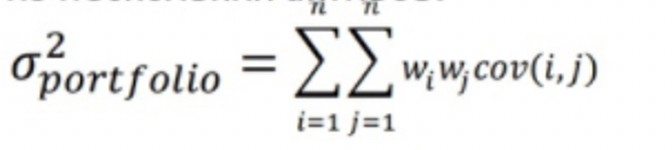 σ²portfolio = ∑ⁿᵢ₌₁ ∑ⁿⱼ₌₁ wᵢwⱼcov(i,j)